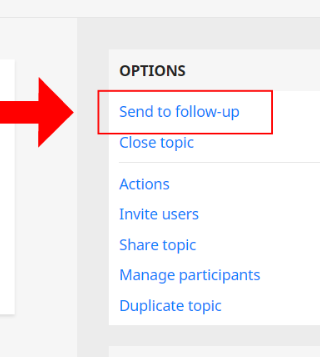 OPTIONS
Send to follow-up
Close topic
Actions
Invite users
Share topic
Manage participants
Duplicate topic